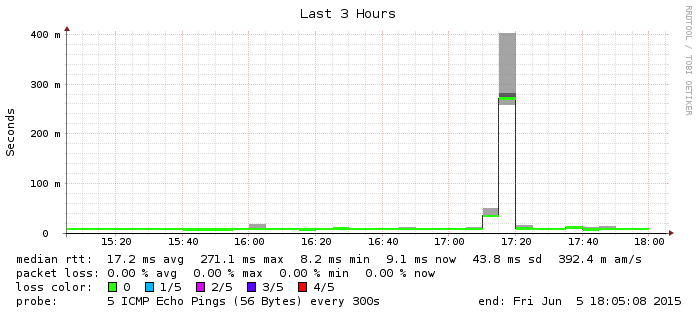 Last 3 Hours
RRDTOOL / TOBI OETIKER
Seconds
400 m
300 m
200 m
100 m
0
15:20 15:40 16:00 16:20 16:40 17:00 17:20 17:40 18:00
median rtt: 17.2 ms avg 271.1 ms max 8.2 ms min 9.1 ms now 43.8 ms sd 392.4 m am/s
packet loss: 0.00 % avg 0.00 % max 0.00 % min 0.00 % now
loss color: 0 1/5 2/5 3/5 4/5
probe: 5 ICMP Echo Pings (56 Bytes) every 300s end: Fri Jun 5 18:05:08 2015